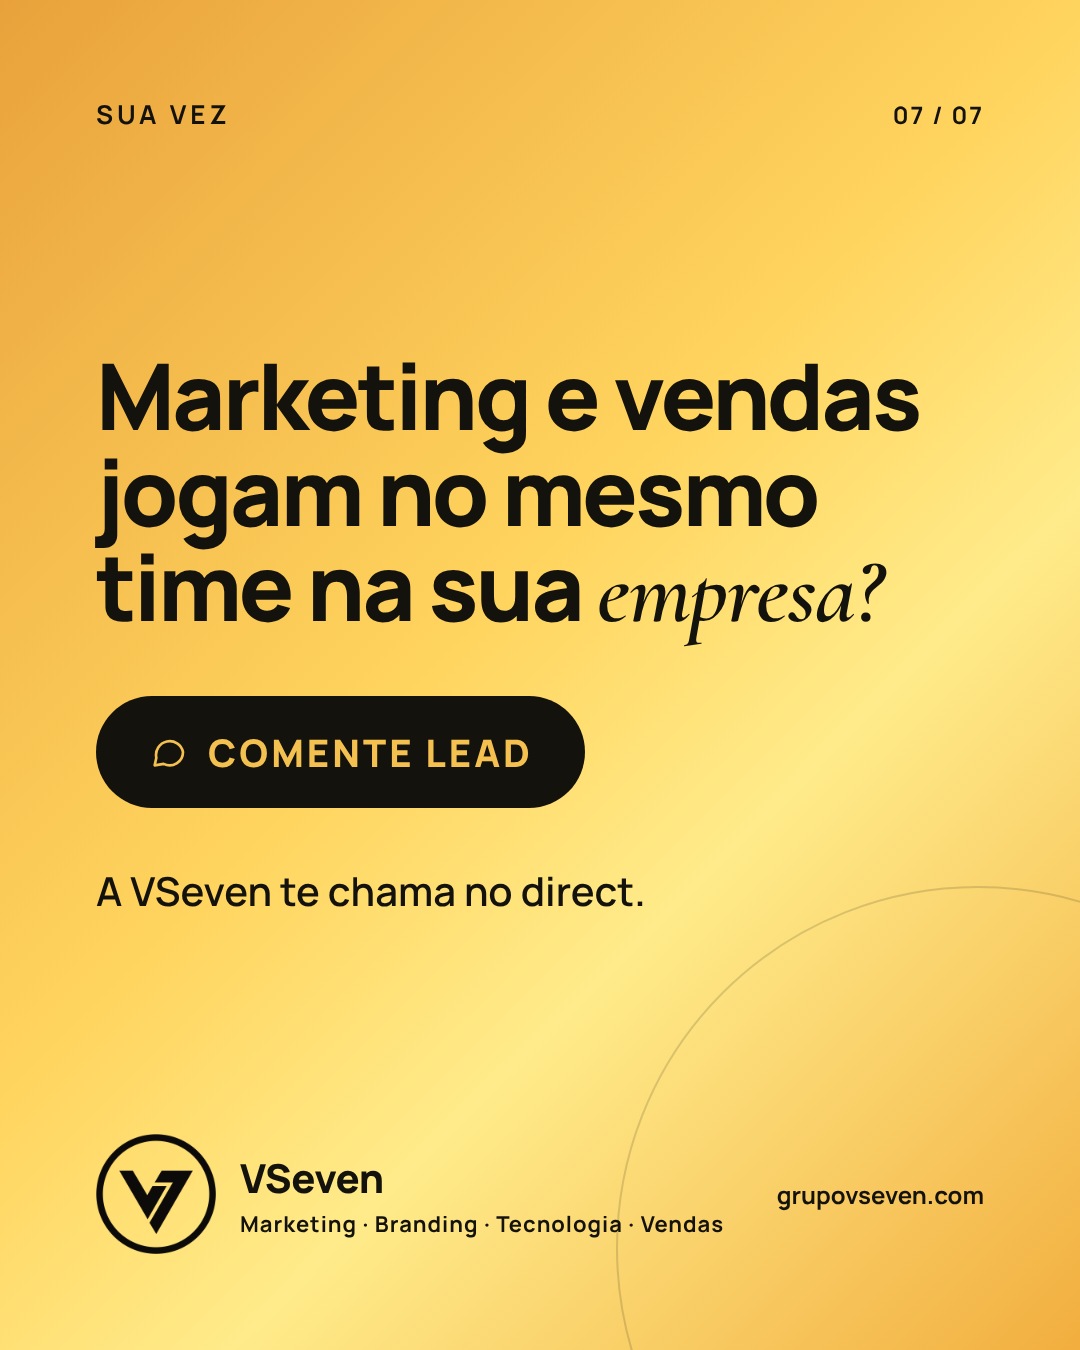 SUA VEZ
07 / 07
Marketing e vendas
jogam no mesmo
time na sua empresa?
COMENTE LEAD
A VSeven te chama no direct.
VSeven
Marketing · Branding · Tecnologia · Vendas
grupovseven.com